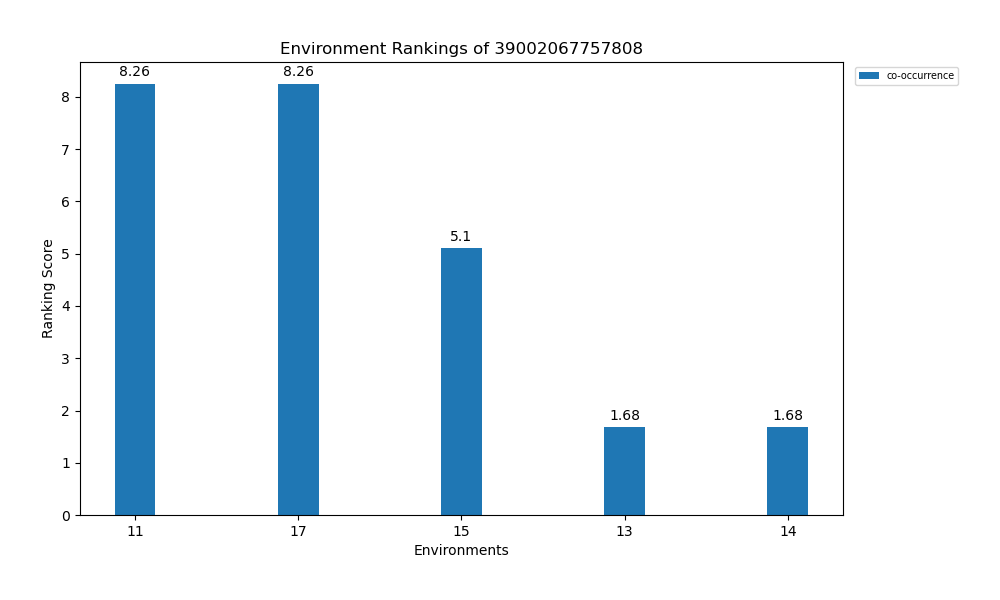 Environment Rankings of 39002067757808
8.26
8.26
5.1
1.68
1.68
co-occurrence
8
7
6
5
4
3
2
1
0
Ranking Score
11 17 15 13 14
Environments